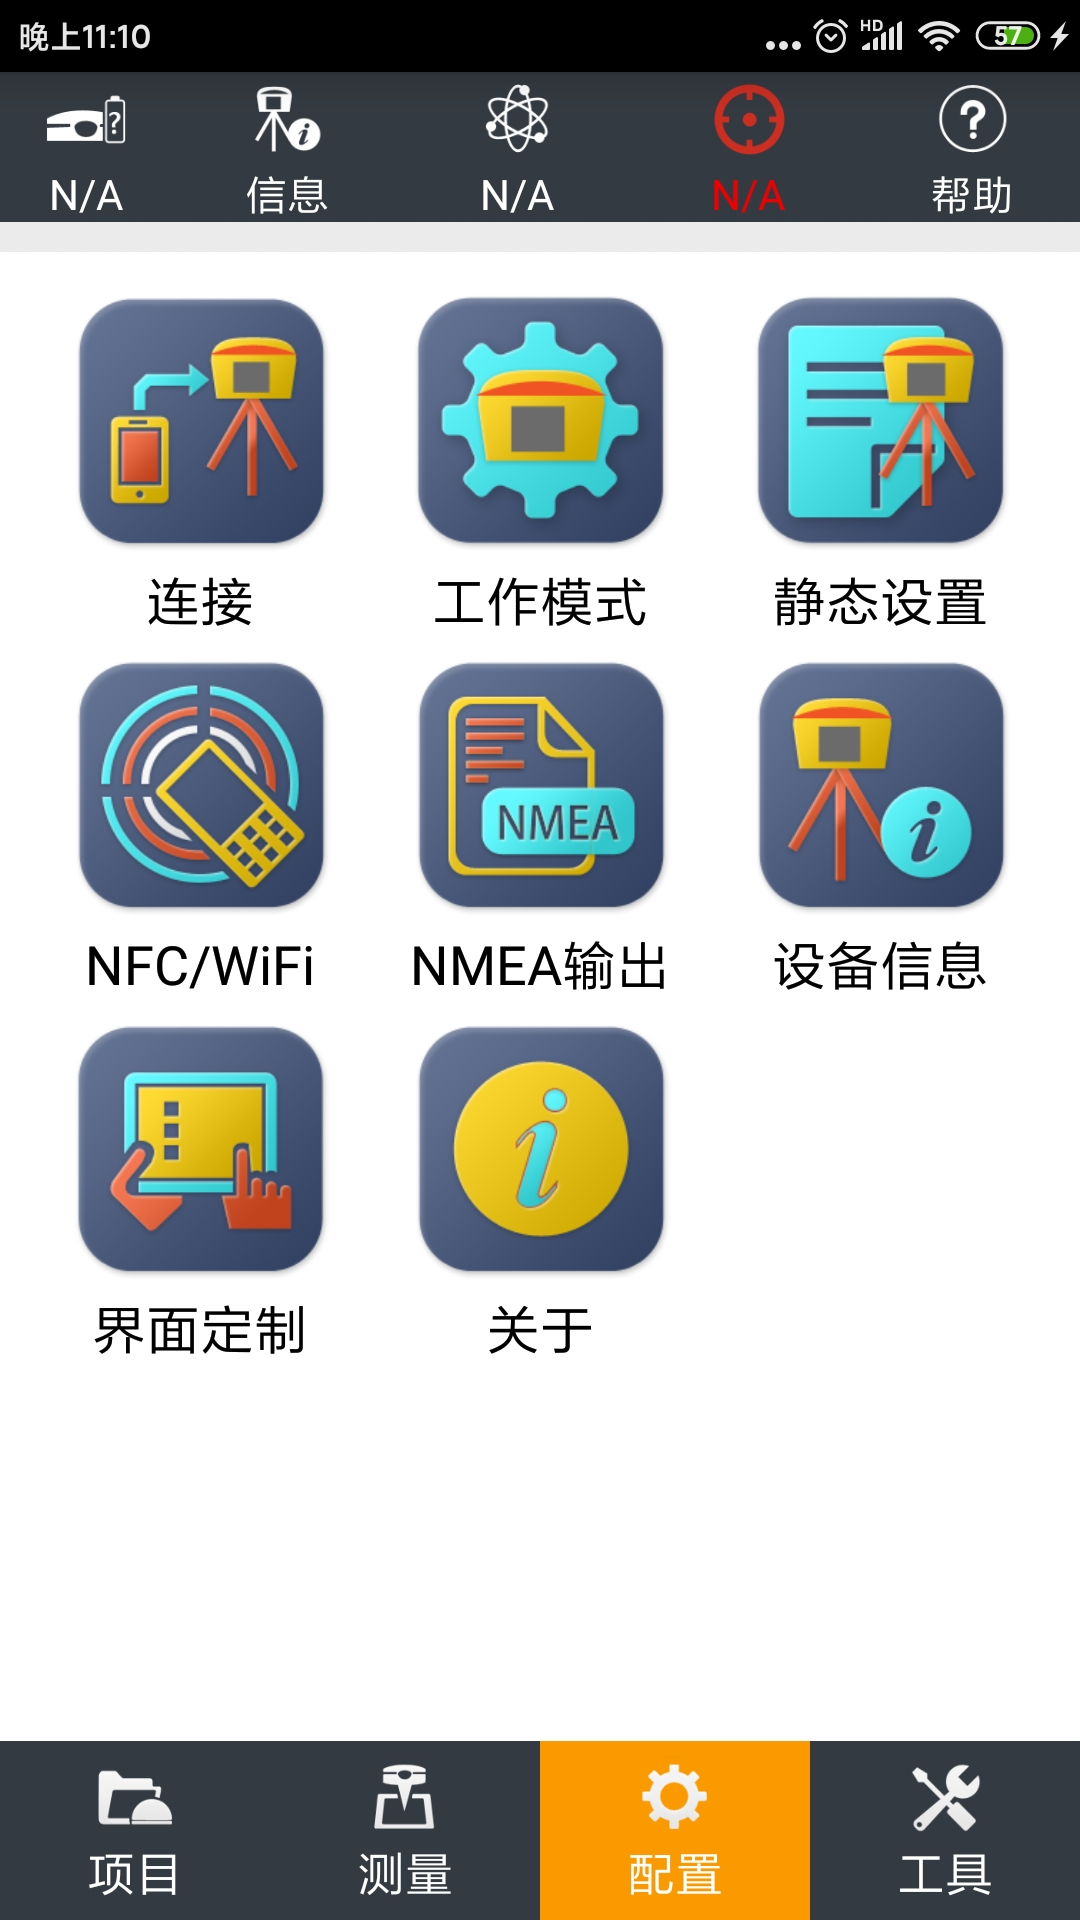 晚上11:10
HD
57
N/A 信息 N/A N/A 帮助
连接 工作模式 静态设置
NMEA
NFC/WiFi NMEA输出 设备信息
界面定制 关于
项目 测量 配置 工具